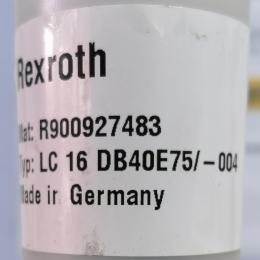 Rexroth
Mat: R900927483
Typ: LC 16 DB40E75/-004
Made in Germany